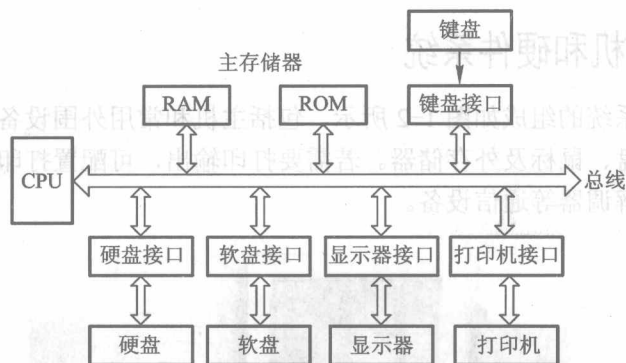 键盘
主存储器
RAM
ROM
键盘接口
CPU
总线
硬盘接口
软盘接口
显示器接口
打印机接口
硬盘
软盘
显示器
打印机